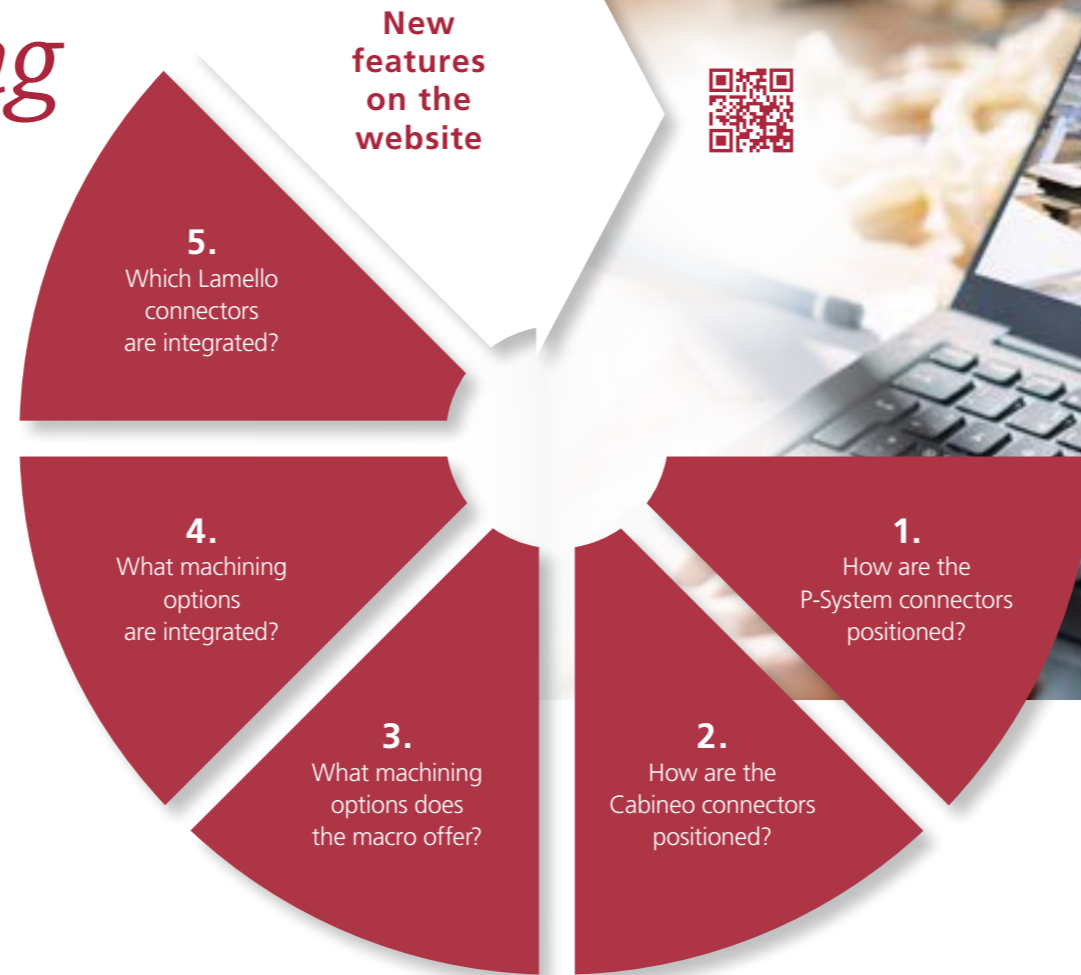 ng
New
features
on the
website
5.
Which Lamello
connectors
are integrated?
4.
What machining
options
are integrated?
3.
What machining
options does
the macro offer?
2.
How are the
Cabineo connectors
positioned?
1.
How are the
P-System connectors
positioned?